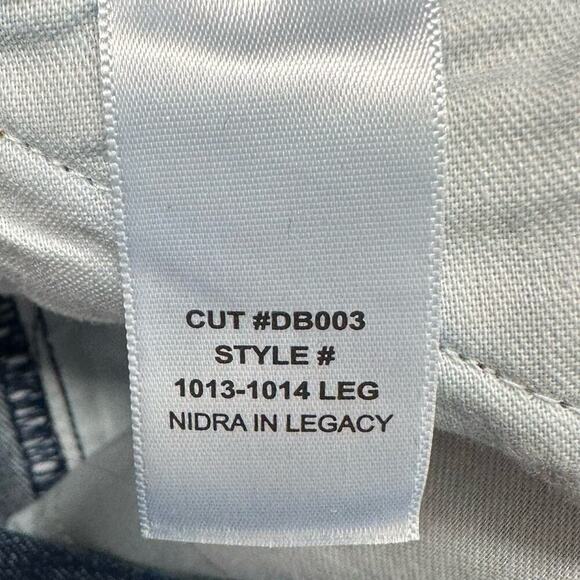 CUT #DB003
STYLE #
1013-1014 LEG
NIDRA IN LEGACY